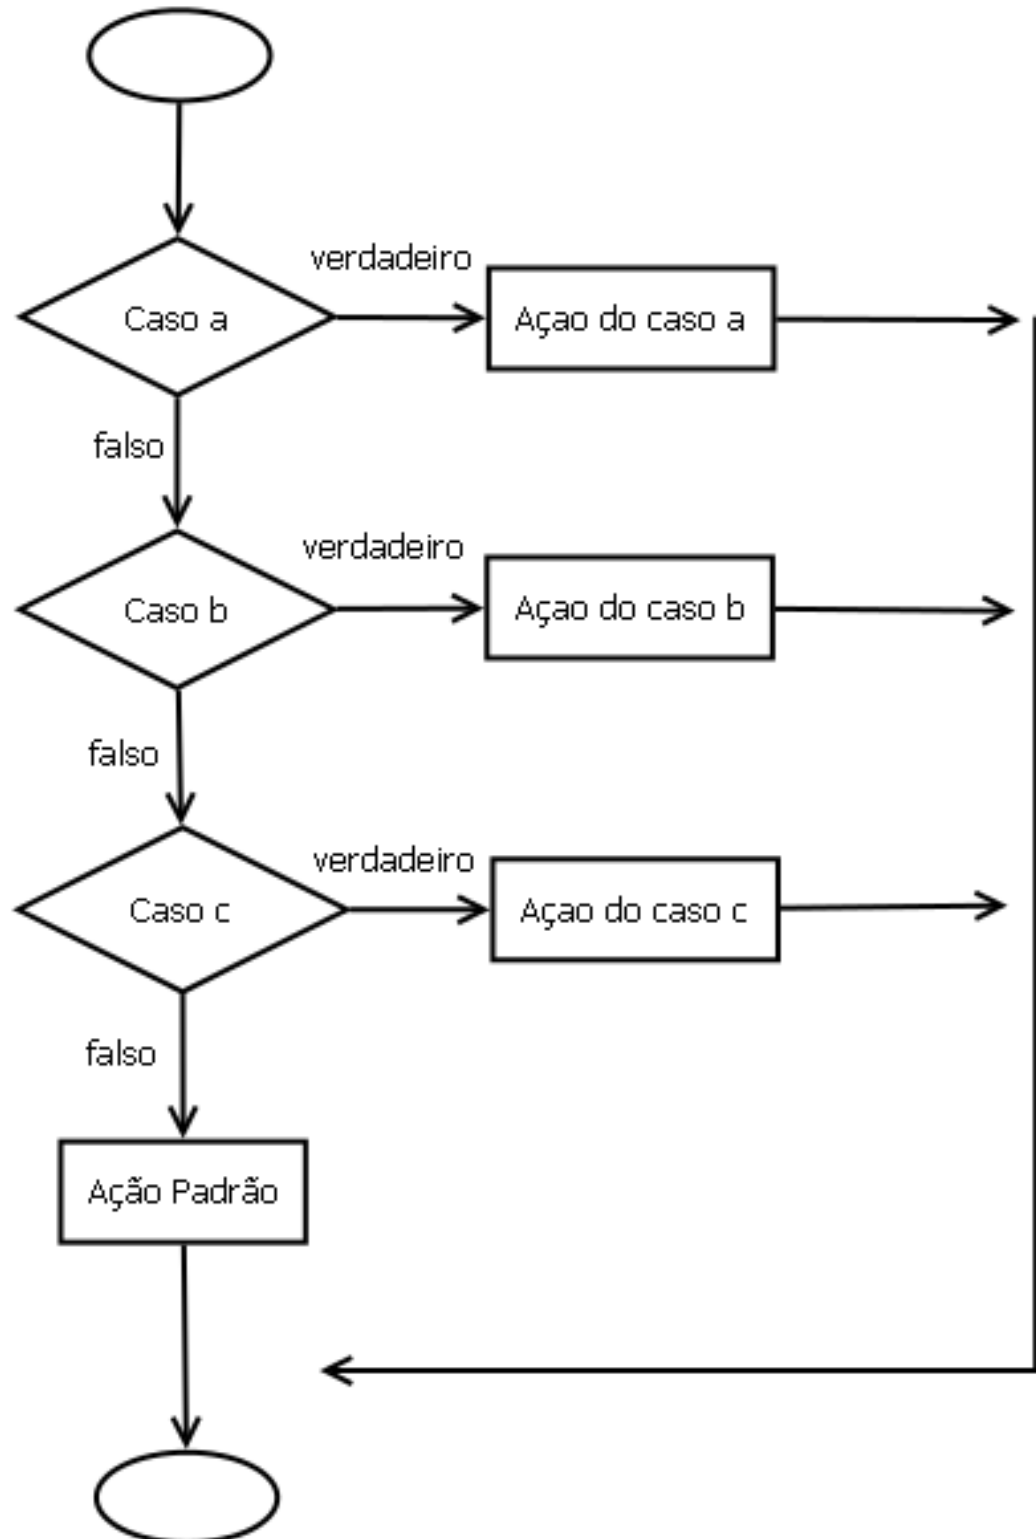 verdadeiro
Caso a
Açao do caso a
falso
verdadeiro
Caso b
Açao do caso b
falso
verdadeiro
Caso c
Açao do caso c
falso
Ação Padrão